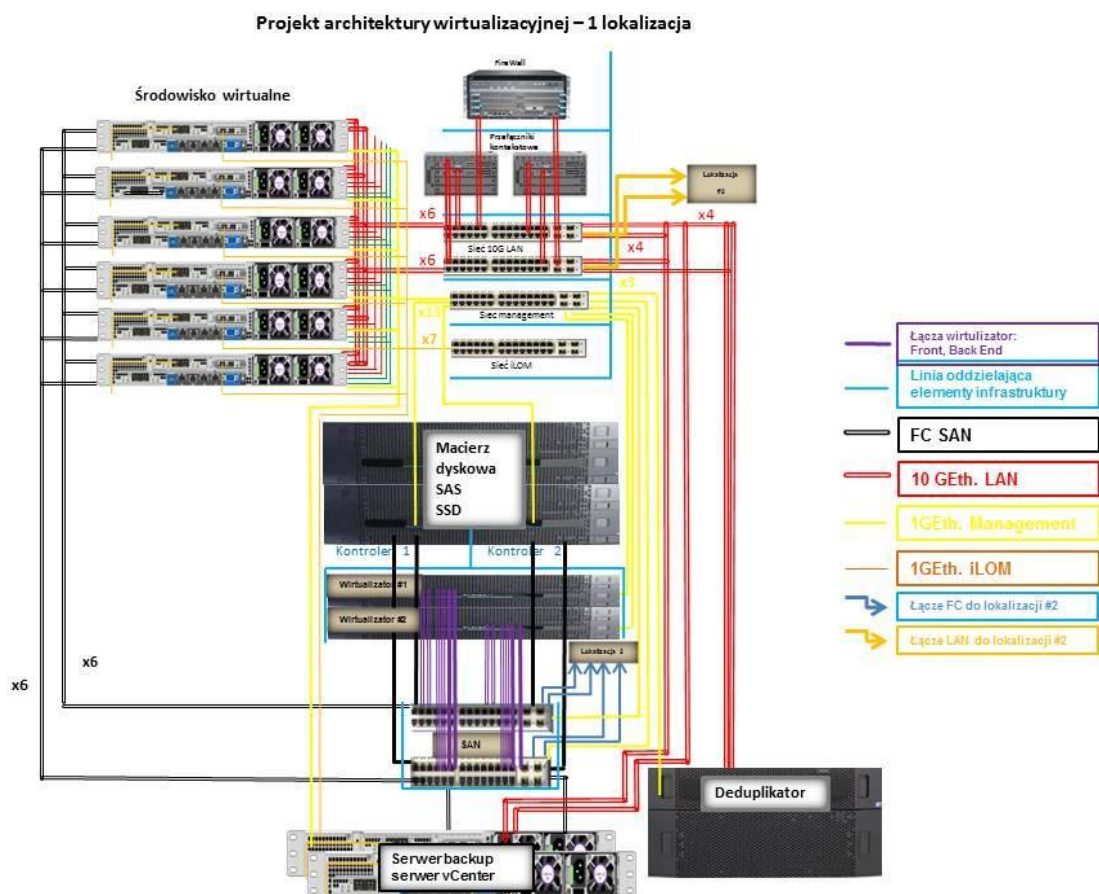 Projekt architektury wirtualizacyjnej – 1 lokalizacja
FireWall
Środowisko wirtualne
Przełączniki
kontekstowe
Lokalizacja
#2
x6
x4
Sieć 10G LAN
x4
x6
x3
x13
Siec management
x7
Sieć iLOM
Łącza wirtulizator:
Front, Back End
Linia oddzielająca
elementy infrastruktury
FC SAN
10 GEth. LAN
1GEth. Management
1GEth. iLOM
Łącze FC do lokalizacji #2
Łącze LAN do lokalizacji #2
Macierz
dyskowa
SAS
SSD
Kontroler 1
Kontroler 2
Wirtualizator #1
Wirtualizator #2
Lokalizacja 2
x6
x6
SAN
Deduplikator
Serwer backup
serwer vCenter